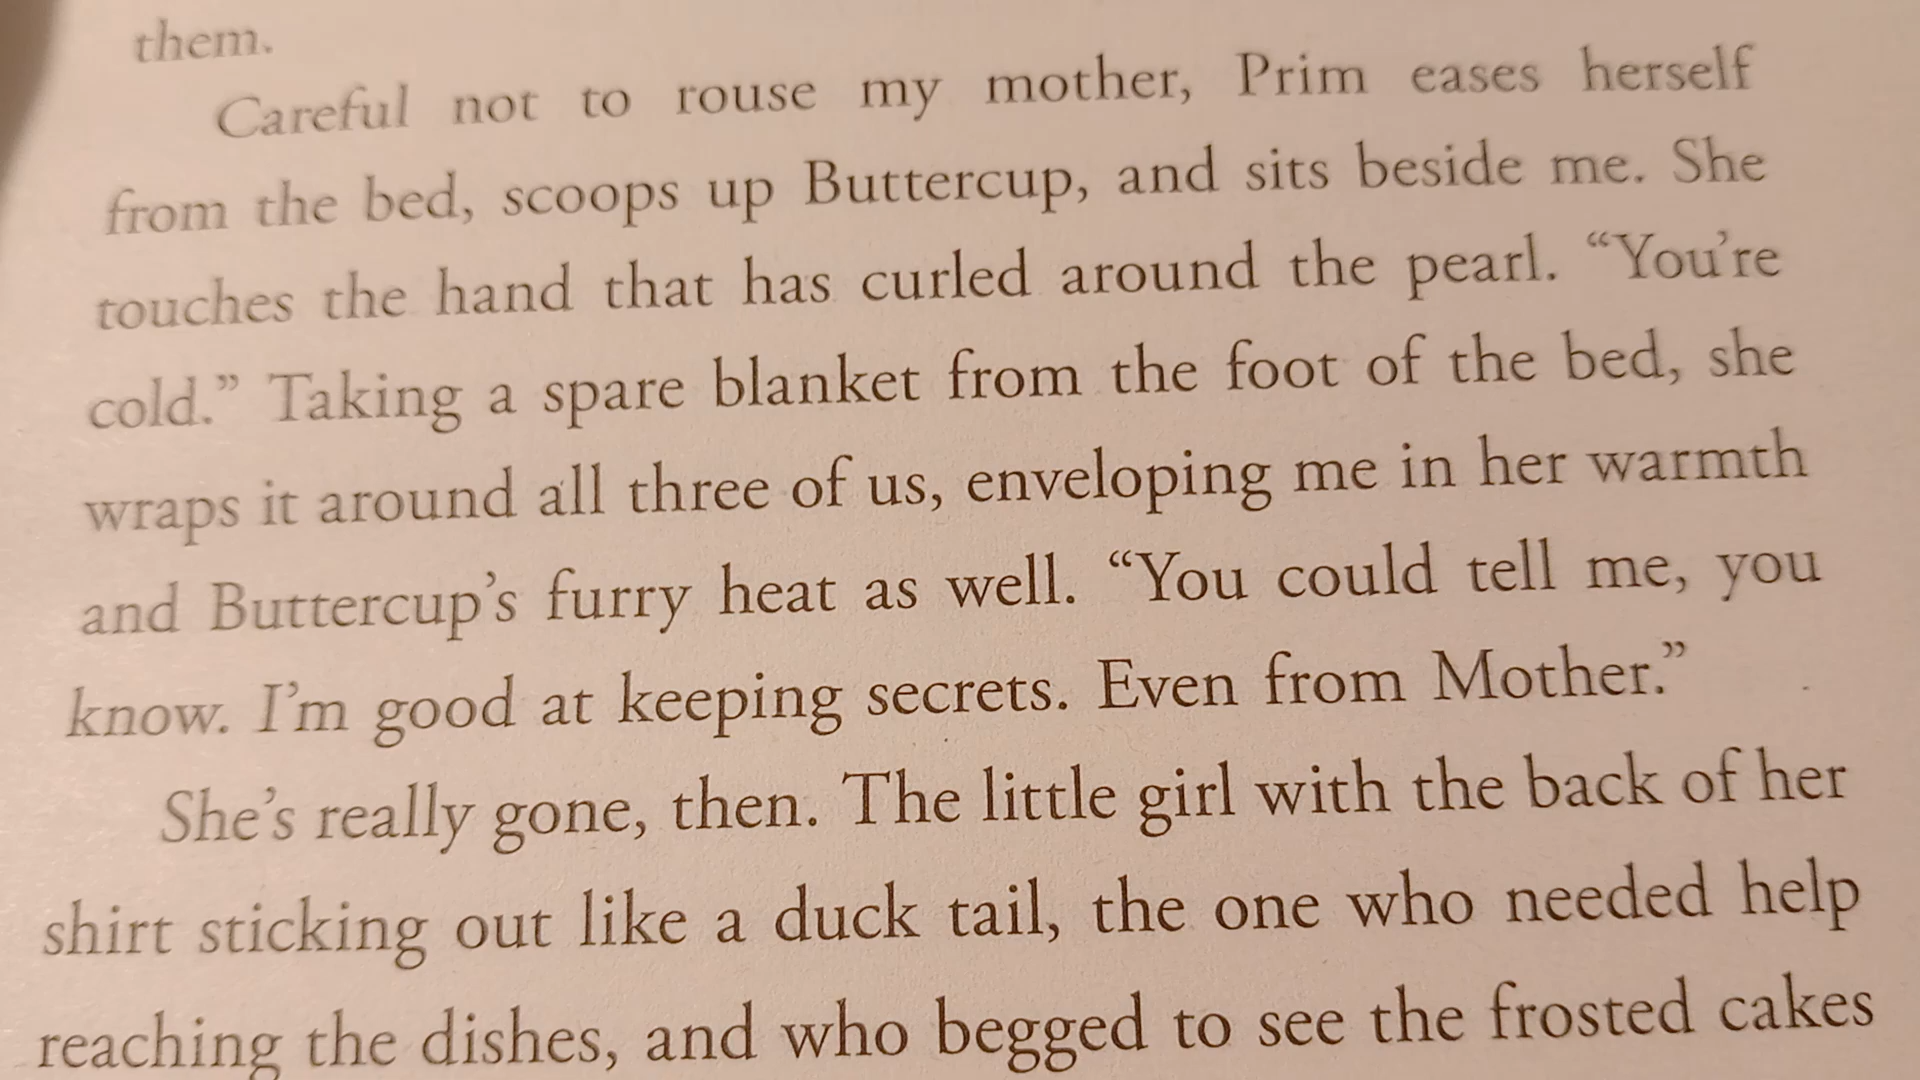 them.
Careful not to rouse my mother, Prim eases herself
from the bed, scoops up Buttercup, and sits beside me. She
touches the hand that has curled around the pearl. “You’re
cold.” Taking a spare blanket from the foot of the bed, she
wraps it around all three of us, enveloping me in her warmth
and Buttercup’s furry heat as well. “You could tell me, you
know. I’m good at keeping secrets. Even from Mother.”
She’s really gone, then. The little girl with the back of her
shirt sticking out like a duck tail, the one who needed help
reaching the dishes, and who begged to see the frosted cakes